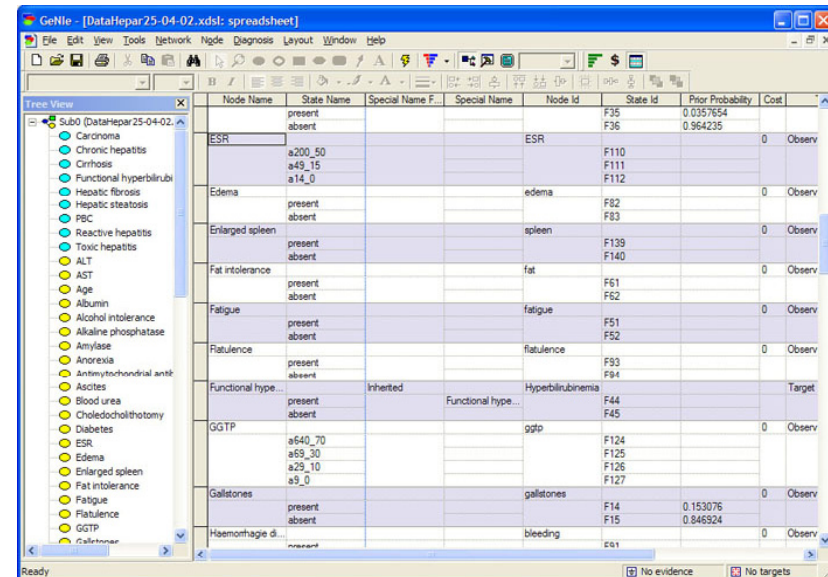 GeNIe - [DataHepar25-04-02.xdsl: spreadsheet]
File Edit View Tools Network Node Diagnosis Layout Window Help
Tree View
Sub0 (DataHepar25-04-02.
Carcinoma
Chronic hepatitis
Cirrhosis
Functional hyperbilirubi
Hepatic fibrosis
Hepatic steatosis
PBC
Reactive hepatitis
Toxic hepatitis
ALT
AST
Age
Albumin
Alcohol intolerance
Alkaline phosphatase
Amylase
Anorexia
Antimytochondrial antib
Ascites
Blood urea
Choledocholithotomy
Diabetes
ESR
Edema
Enlarged spleen
Fat intolerance
Fatigue
Flatulence
GGTP
Gallstones
Node Name State Name Special Name F... Special Name Node Id State Id Prior Probability Cost
present F35 0.0357654
absent F36 0.964235
ESR ESR 0 Observ
a200_50 F110
a49_15 F111
a14_0 F112
Edema edema 0 Observ
present F82
absent F83
Enlarged spleen spleen 0 Observ
present F139
absent F140
Fat intolerance fat 0 Observ
present F61
absent F62
Fatigue fatigue 0 Observ
present F51
absent F52
Flatulence flatulence 0 Observ
present F93
absent F94
Functional hype... Inherited Hyperbilirubinemia Target
present Functional hype... F44
absent F45
GGTP ggtp 0 Observ
a640_70 F124
a69_30 F125
a29_10 F126
a9_0 F127
Gallstones gallstones 0 Observ
present F14 0.153076
absent F15 0.846924
Haemorrhagie di... bleeding 0 Observ
present F91
Ready No evidence No targets